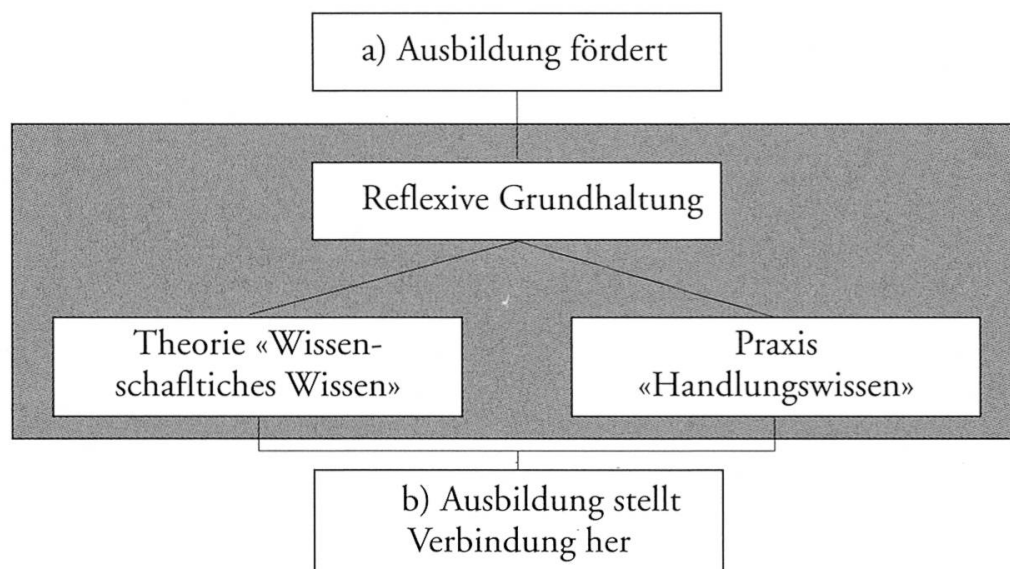 a) Ausbildung fördert
Reflexive Grundhaltung
Theorie «Wissen-
schafltiches Wissen»
Praxis
«Handlungswissen»
b) Ausbildung stellt
Verbindung her